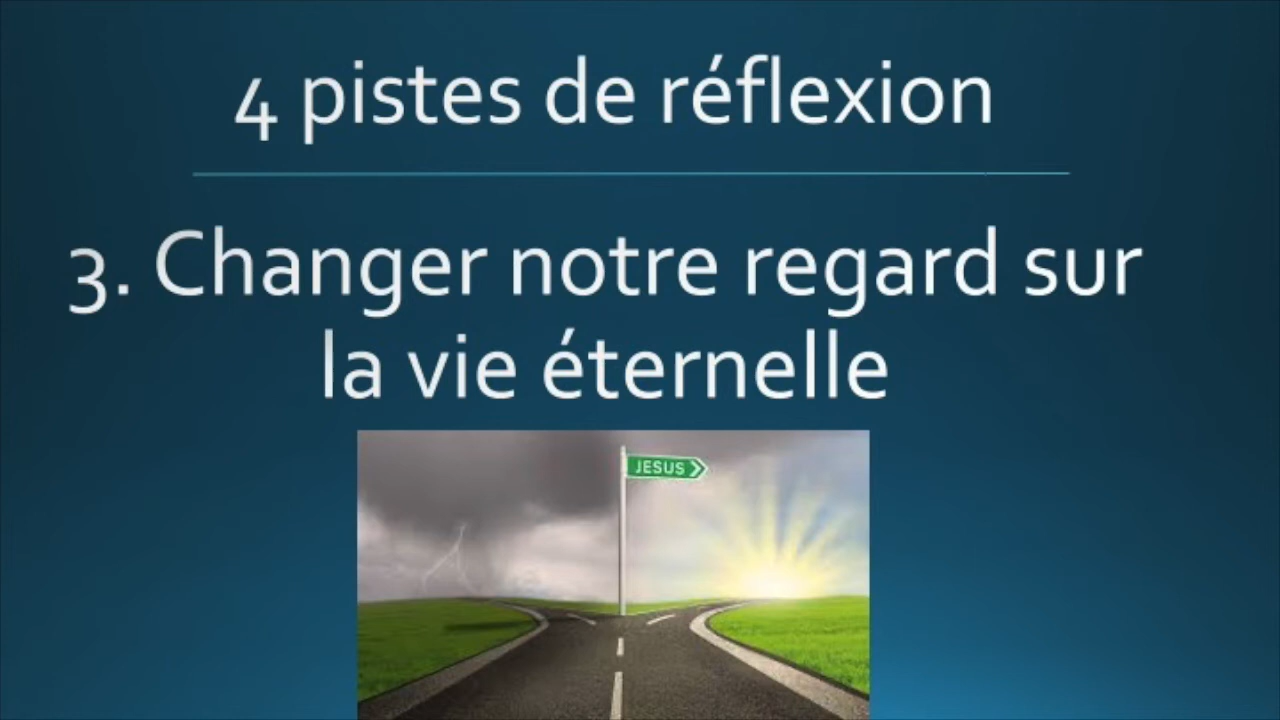 4 pistes de réflexion
3. Changer notre regard sur
la vie éternelle
JESUS